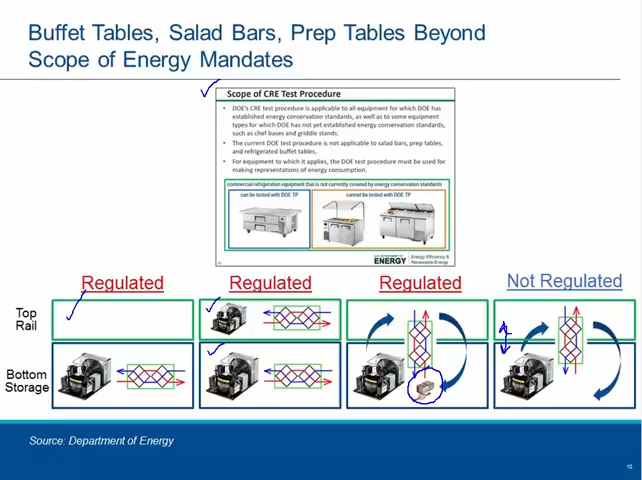 Buffet Tables, Salad Bars, Prep Tables Beyond
Scope of Energy Mandates
Scope of CRE Test Procedure
• DOE's CRE test procedure is applicable to all equipment for which DOE has
established energy conservation standards, as well as to some equipment
types for which DOE has not yet established energy conservation standards,
such as chef bases and griddle stands.
• The current DOE test procedure is not applicable to salad bars, prep tables,
and refrigerated buffet tables.
• For equipment to which it applies, the DOE test procedure must be used for
making representations of energy consumption.
commercial refrigeration equipment that is not currently covered by energy conservation standards
can be tested with DOE TP
cannot be tested with DOE TP
ENERGY
Energy Efficiency &
Renewable Energy
Regulated
Regulated
Regulated
Not Regulated
Top
Rail
Bottom
Storage
Source: Department of Energy
10